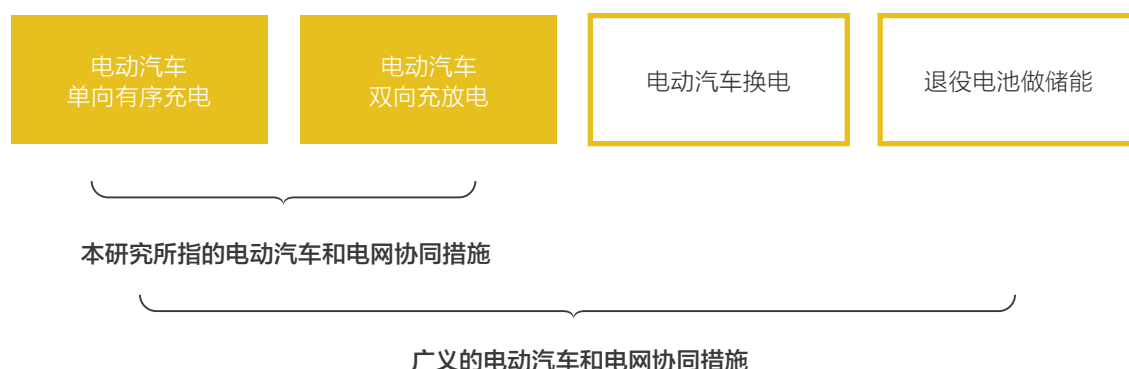 电动汽车
单向有序充电
电动汽车
双向充放电
电动汽车换电
退役电池做储能
本研究所指的电动汽车和电网协同措施
广义的电动汽车和电网协同措施